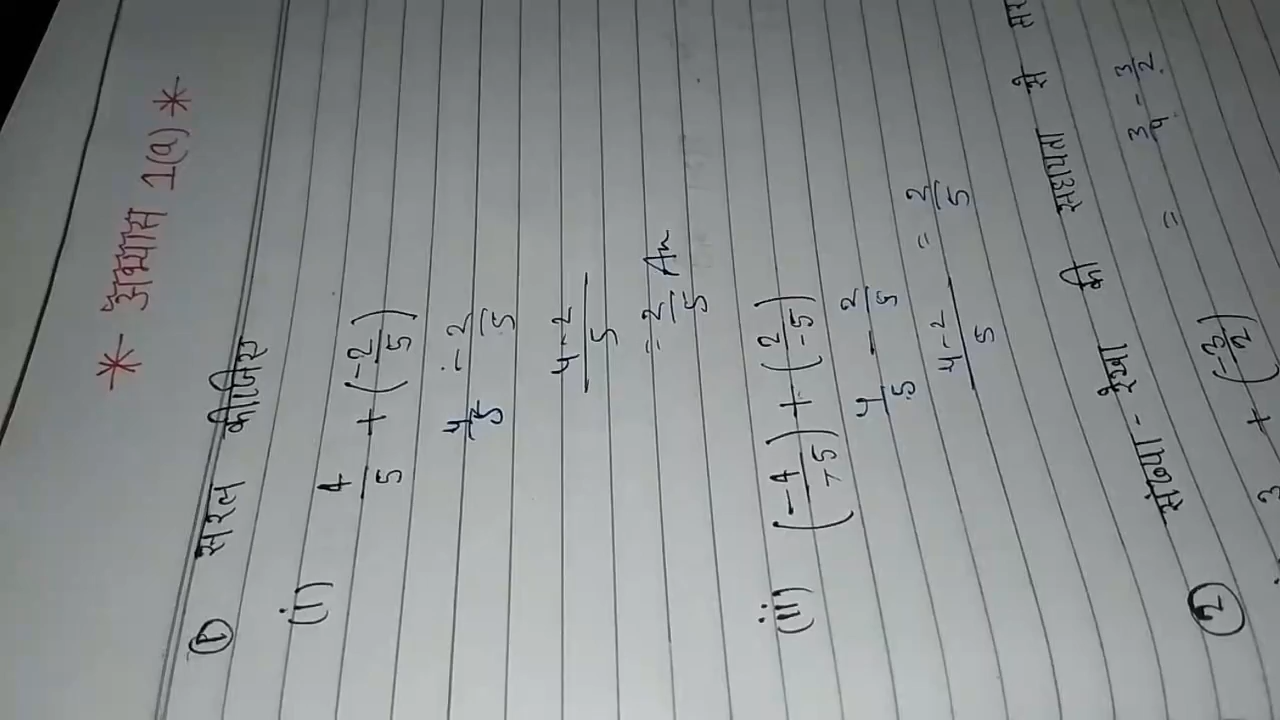 * अभ्यास 1(a) *
① सरल कीजिए
(i) 4/5 + (-2/5)
4/5 - 2/5
4-2/5
= 2/5 An
(ii) (-4/-5) + (2/-5)
4/5 - 2/5
4-2/5 = 2/5
② संख्या - रेखा की सहायता से
3 + (-3/2) = 3/4 - 3/2